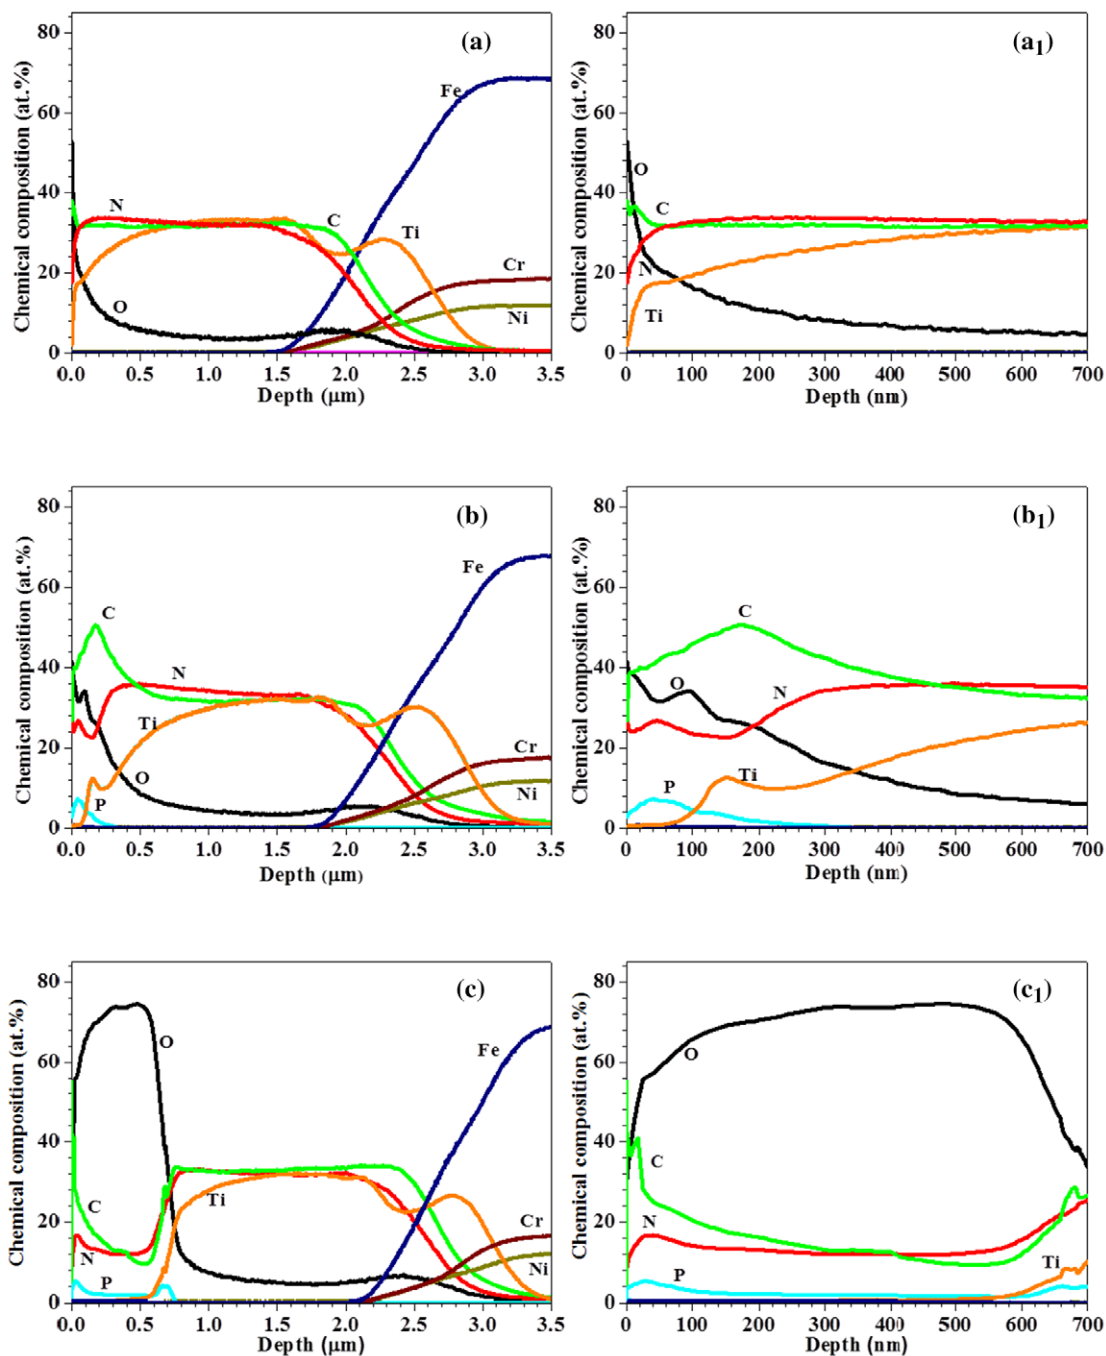 (a)
Chemical composition (at.%)
80
60
40
20
0
Fe
N
C
Ti
Cr
Ni
O
0.0 0.5 1.0 1.5 2.0 2.5 3.0 3.5
Depth (μm)
(a1)
Chemical composition (at.%)
80
60
40
20
0
O
C
N
Ti
0 100 200 300 400 500 600 700
Depth (nm)
(b)
Chemical composition (at.%)
80
60
40
20
0
Fe
C
N
Ti
Cr
Ni
O
P
0.0 0.5 1.0 1.5 2.0 2.5 3.0 3.5
Depth (μm)
(b1)
Chemical composition (at.%)
80
60
40
20
0
C
O
N
Ti
P
0 100 200 300 400 500 600 700
Depth (nm)
(c)
Chemical composition (at.%)
80
60
40
20
0
O
Fe
C
Ti
Cr
N
Ni
P
0.0 0.5 1.0 1.5 2.0 2.5 3.0 3.5
Depth (μm)
(c1)
Chemical composition (at.%)
80
60
40
20
0
O
C
N
Ti
P
0 100 200 300 400 500 600 700
Depth (nm)